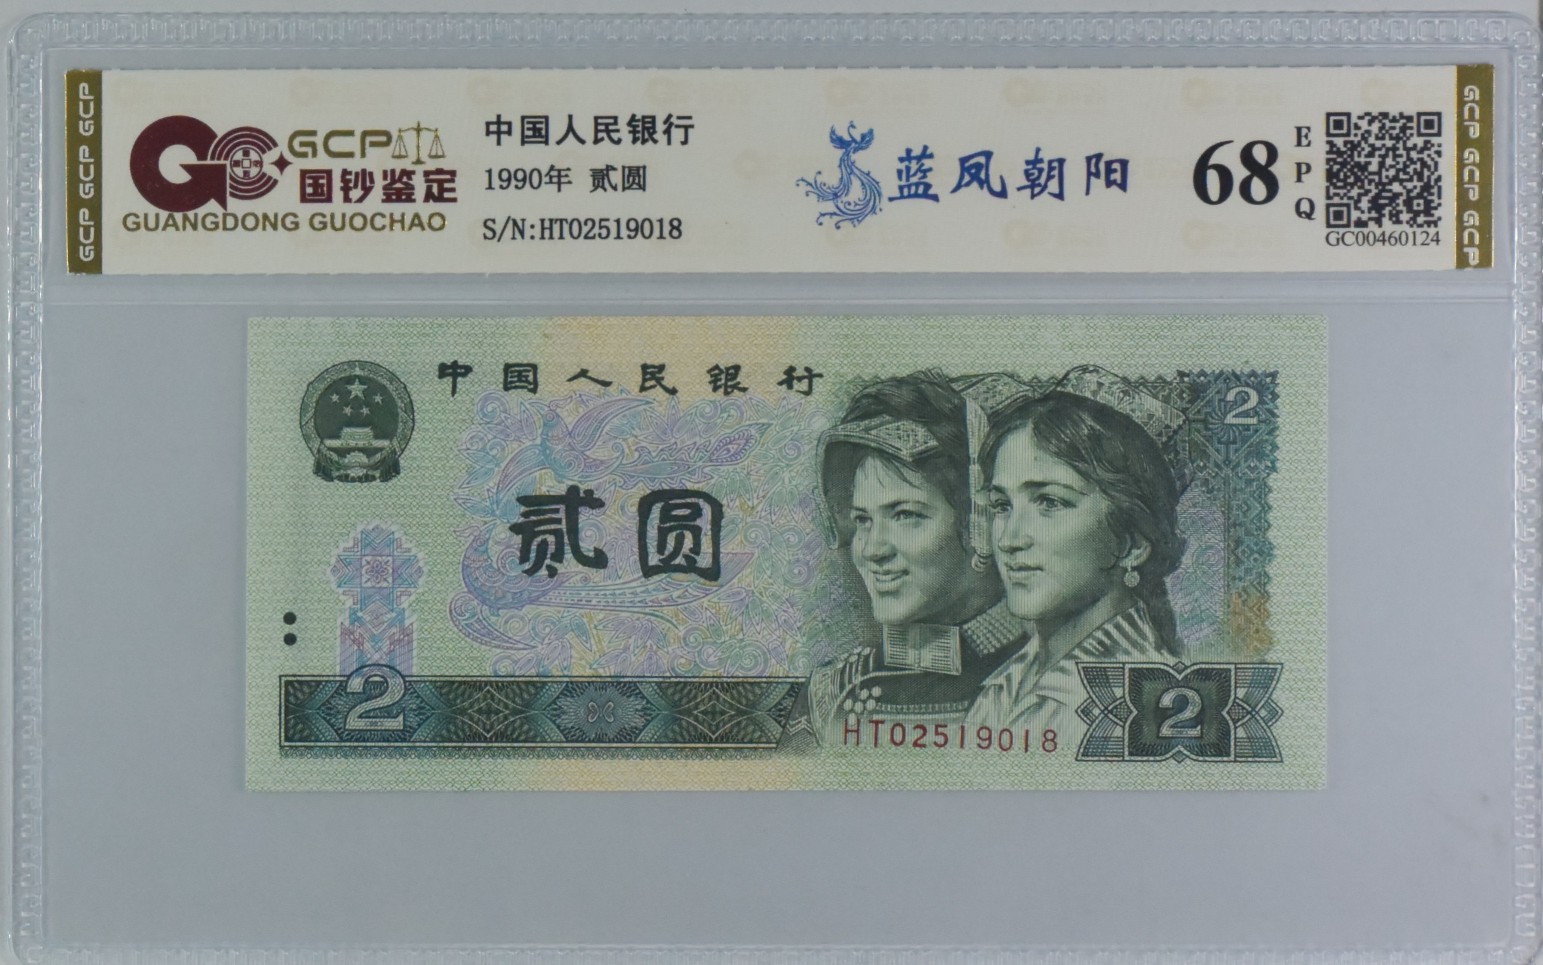 GCP GCP GCP
GCP
国钞鉴定
GUANGDONG GUOCHAO
中国人民银行
1990年 贰圆
S/N:HT02519018
蓝凤朝阳
68
EPQ
GC00460124
GCP GCP GCP
中国人民银行
2
贰圆
2
HT02519018
2